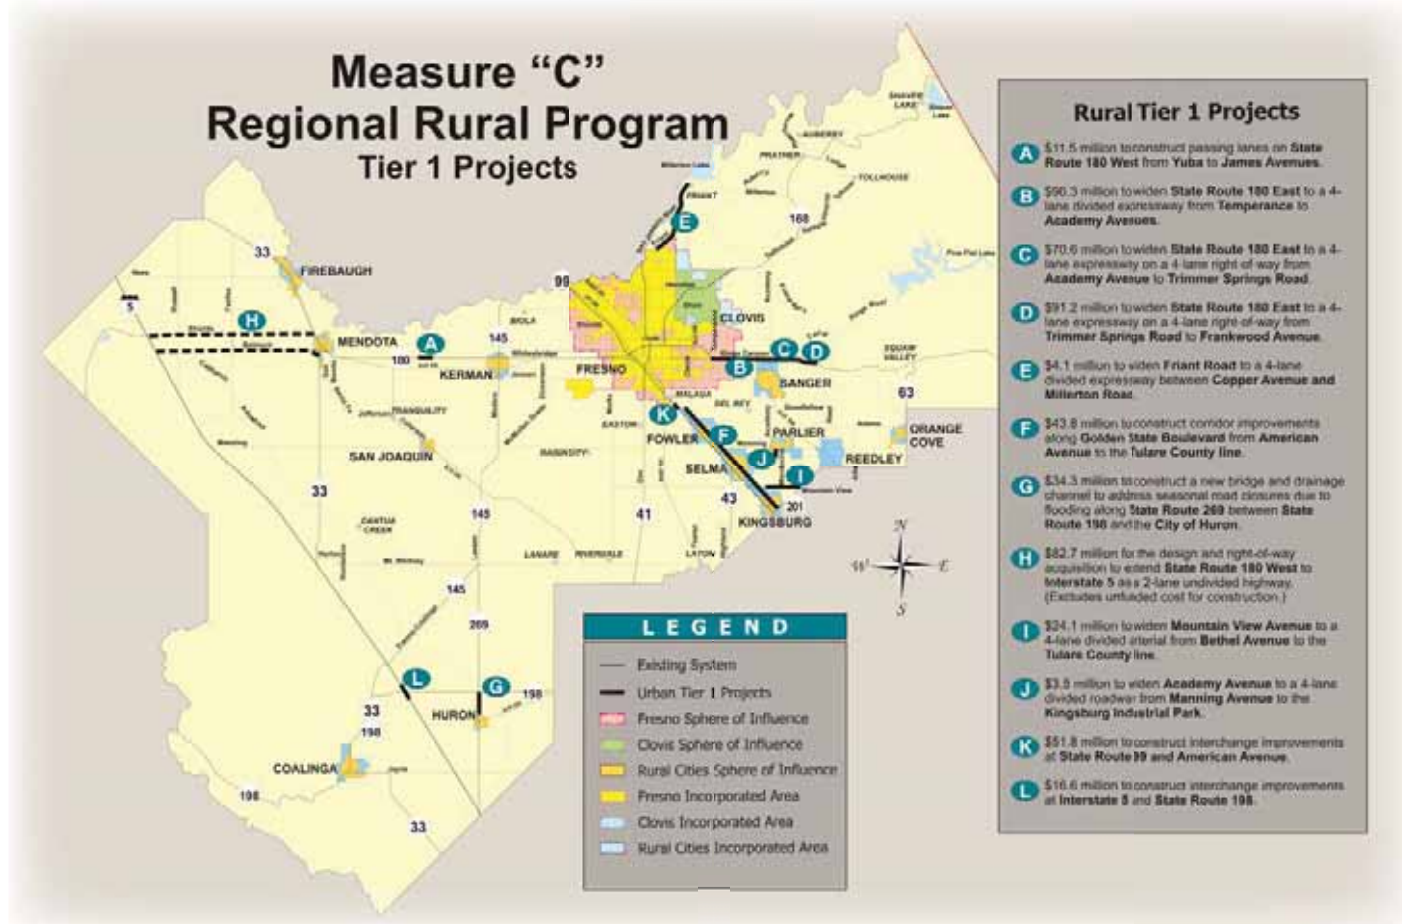 Measure “C”
Regional Rural Program
Tier 1 Projects
Rural Tier 1 Projects
A $11.5 million to construct passing lanes on State
Route 180 West from Yuba to James Avenues.
B $90.3 million to widen State Route 180 East to a 4-
lane divided expressway from Temperance to
Academy Avenues.
C $70.6 million to widen State Route 180 East to a 4-
lane expressway on a 4-lane right of-way from
Academy Avenue to Trimmer Springs Road.
D $91.2 million to widen State Route 180 East to a 4-
lane expressway on a 4-lane right-of-way from
Trimmer Springs Road to Frankwood Avenue.
E $4.1 million to widen Friant Road to a 4-lane
divided expressway between Copper Avenue and
Millerton Road.
F $43.8 million to construct corridor improvements
along Golden State Boulevard from American
Avenue to the Tulare County line.
G $34.3 million to construct a new bridge and drainage
channel to address seasonal road closures due to
flooding along State Route 269 between State
Route 198 and the City of Huron.
H $82.7 million for the design and right-of-way
acquisition to extend State Route 180 West to
Interstate 5 as a 2-lane undivided highway.
(Excludes unfunded cost for construction.)
I $24.1 million to widen Mountain View Avenue to a
4-lane divided arterial from Bethel Avenue to the
Tulare County line.
J million to widen Academy Avenue to a 4-lane
divided roadway from Manning Avenue to the
Kingsburg Industrial Park.
K $51.8 million to construct interchange improvements
at State Route 99 and American Avenue.
L $16.6 million to construct interchange improvements
at Interstate 5 and State Route 198.
SHAVER
LAKE
Shaver
Lake
AUBERRY
PRATHER
Millerton Lake
TOLLHOUSE
FRIANT
E
168
Pine Flat Lake
33
FIREBAUGH
99
5
H
CLOVIS
BIOLA
145
MENDOTA
A
180
Whitesbridge
KERMAN
FRESNO
B
C
D
SQUAW
VALLEY
SANGER
63
MALAGA
DEL REY
K
TRANQUILITY
EASTON
FOWLER
F
PARLIER
ORANGE
COVE
SAN JOAQUIN
SELMA
J
REEDLEY
I
Mountain View
33
43
201
KINGSBURG
145
41
CANTUA
CREEK
LANARE
RIVERDALE
LATON
Mt. Whitney
N
W
E
S
145
269
L
G
198
33
198
HURON
COALINGA
Jayne
198
33
LEGEND
Existing System
Urban Tier 1 Projects
Fresno Sphere of Influence
Clovis Sphere of Influence
Rural Cities Sphere of Influence
Fresno Incorporated Area
Clovis Incorporated Area
Rural Cities Incorporated Area